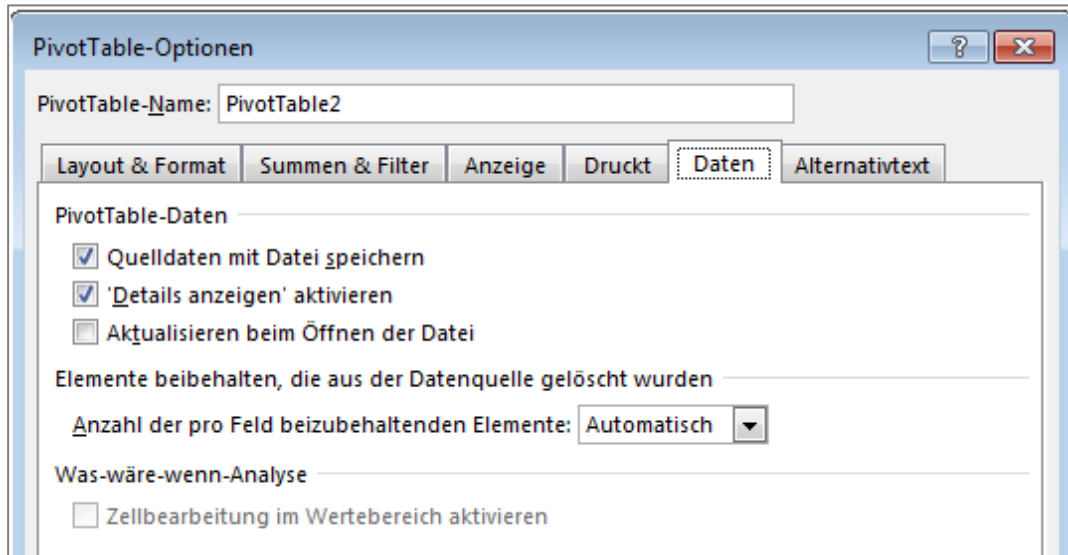 PivotTable-Optionen
PivotTable-Name: PivotTable2
Layout & Format Summen & Filter Anzeige Druckt Daten Alternativtext
PivotTable-Daten
Quelldaten mit Datei speichern
'Details anzeigen' aktivieren
Aktualisieren beim Öffnen der Datei
Elemente beibehalten, die aus der Datenquelle gelöscht wurden
Anzahl der pro Feld beizubehaltenden Elemente: Automatisch
Was-wäre-wenn-Analyse
Zellbearbeitung im Wertebereich aktivieren